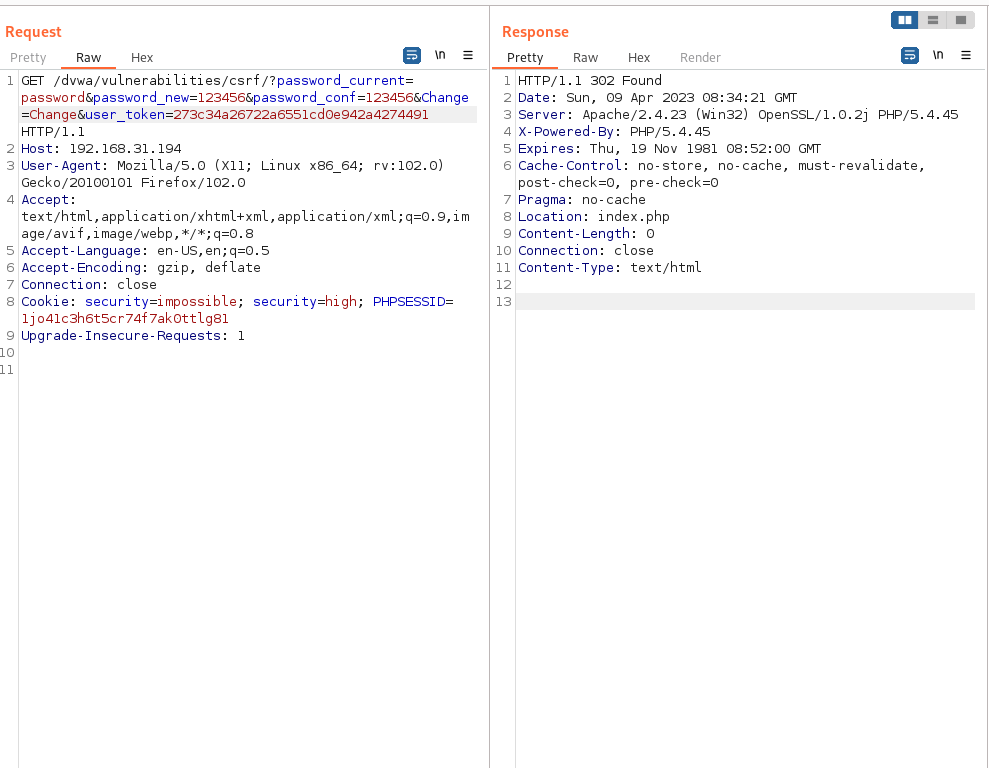 Request
Pretty Raw Hex \n ≡
1 GET /dvwa/vulnerabilities/csrf/?password_current=
password&password_new=123456&password_conf=123456&Change
=Change&user_token=273c34a26722a6551cd0e942a4274491
HTTP/1.1
2 Host: 192.168.31.194
3 User-Agent: Mozilla/5.0 (X11; Linux x86_64; rv:102.0)
Gecko/20100101 Firefox/102.0
4 Accept:
text/html,application/xhtml+xml,application/xml;q=0.9,im
age/avif,image/webp,*/*;q=0.8
5 Accept-Language: en-US,en;q=0.5
6 Accept-Encoding: gzip, deflate
7 Connection: close
8 Cookie: security=impossible; security=high; PHPSESSID=
1jo41c3h6t5cr74f7ak0ttlg81
9 Upgrade-Insecure-Requests: 1
10
11
Response
Pretty Raw Hex Render \n ≡
1 HTTP/1.1 302 Found
2 Date: Sun, 09 Apr 2023 08:34:21 GMT
3 Server: Apache/2.4.23 (Win32) OpenSSL/1.0.2j PHP/5.4.45
4 X-Powered-By: PHP/5.4.45
5 Expires: Thu, 19 Nov 1981 08:52:00 GMT
6 Cache-Control: no-store, no-cache, must-revalidate,
post-check=0, pre-check=0
7 Pragma: no-cache
8 Location: index.php
9 Content-Length: 0
10 Connection: close
11 Content-Type: text/html
12
13